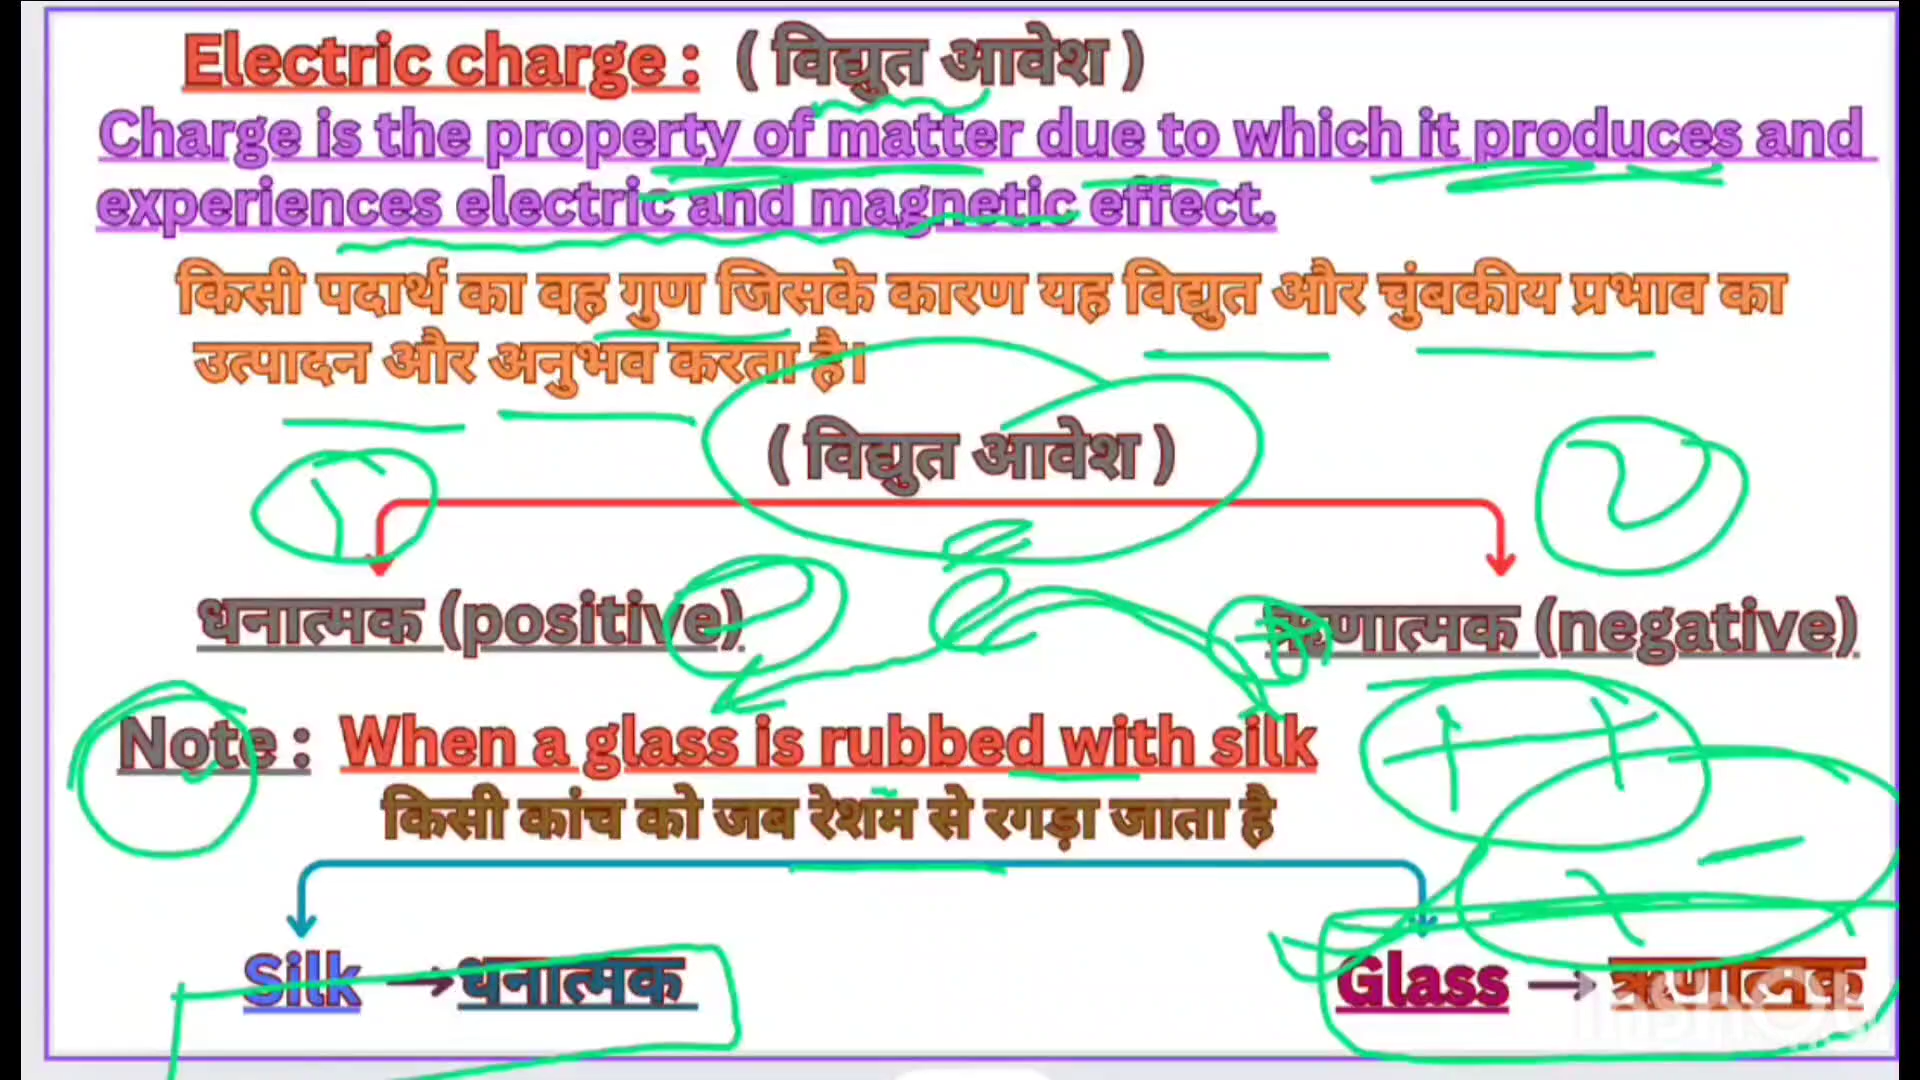 Electric charge : ( विद्युत आवेश )
Charge is the property of matter due to which it produces and
experiences electric and magnetic effect.
किसी पदार्थ का वह गुण जिसके कारण यह विद्युत और चुंबकीय प्रभाव का
उत्पादन और अनुभव करता है।
( विद्युत आवेश )
धनात्मक (positive)
ऋणात्मक (negative)
Note : When a glass is rubbed with silk
किसी कांच को जब रेशम से रगड़ा जाता है
Silk → धनात्मक
Glass → ऋणात्मक